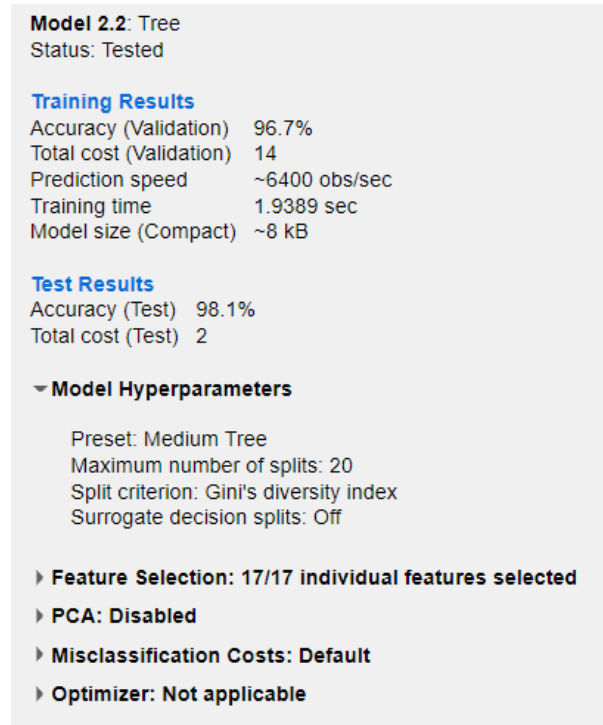 Model 2.2: Tree
Status: Tested
Training Results
Accuracy (Validation) 96.7%
Total cost (Validation) 14
Prediction speed ~6400 obs/sec
Training time 1.9389 sec
Model size (Compact) ~8 kB
Test Results
Accuracy (Test) 98.1%
Total cost (Test) 2
Model Hyperparameters
Preset: Medium Tree
Maximum number of splits: 20
Split criterion: Gini's diversity index
Surrogate decision splits: Off
Feature Selection: 17/17 individual features selected
PCA: Disabled
Misclassification Costs: Default
Optimizer: Not applicable